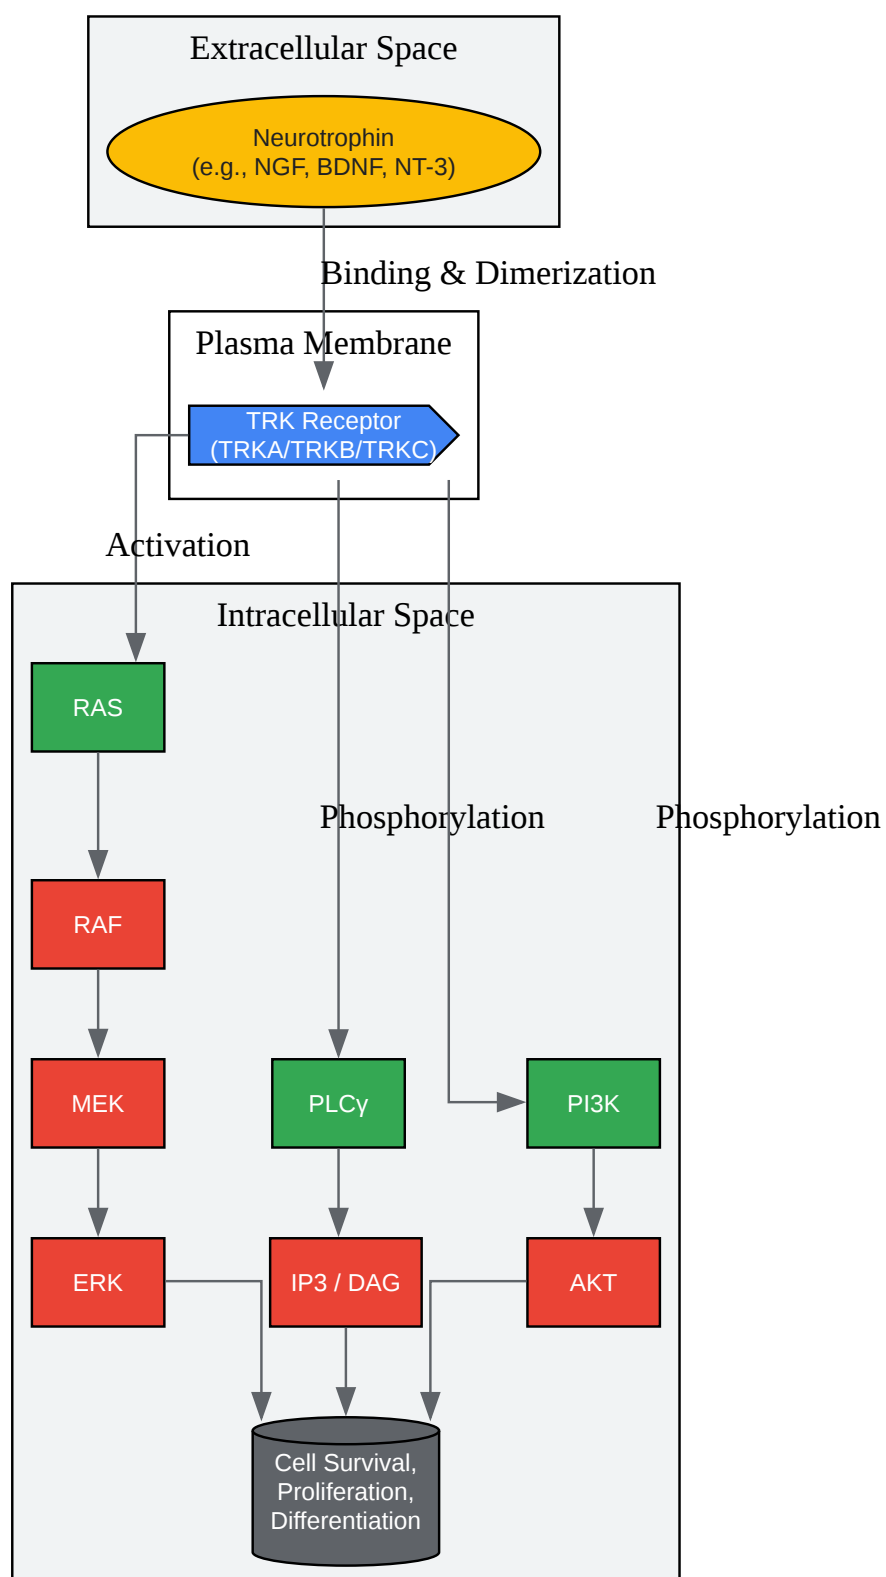 Extracellular Space
Neurotrophin
(e.g., NGF, BDNF, NT-3)
Binding & Dimerization
Plasma Membrane
TRK Receptor
(TRKA/TRKB/TRKC)
Activation
Intracellular Space
RAS
Phosphorylation
Phosphorylation
RAF
MEK
PLCγ
PI3K
ERK
IP3 / DAG
AKT
Cell Survival,
Proliferation,
Differentiation